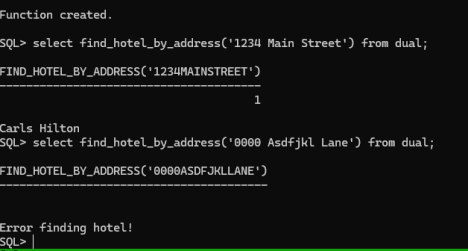 Function created.
SQL> select find_hotel_by_address('1234 Main Street') from dual;
FIND_HOTEL_BY_ADDRESS('1234MAINSTREET')
---------------------------------------
1
Carls Hilton
SQL> select find_hotel_by_address('0000 Asdfjkl Lane') from dual;
FIND_HOTEL_BY_ADDRESS('0000ASDFJKLLANE')
----------------------------------------
Error finding hotel!
SQL>